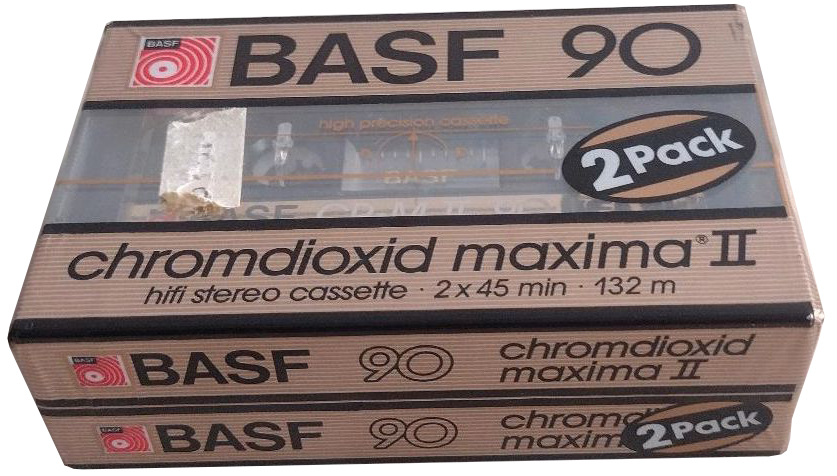 BASF
BASF 90
high precision cassette
BASF
2Pack
BASF
chromdioxid maxima® II
hifi stereo cassette · 2 x 45 min · 132 m
BASF
BASF 90 chromdioxid
maxima II
BASF
BASF 90
2Pack